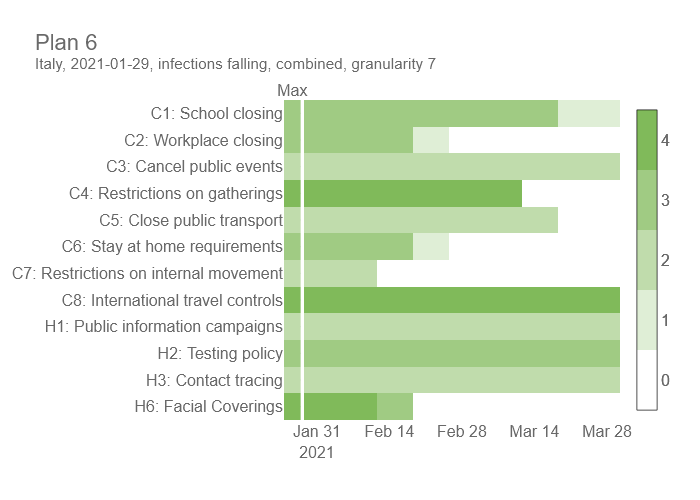 Plan 6
Italy, 2021-01-29, infections falling, combined, granularity 7
Max
C1: School closing
C2: Workplace closing
C3: Cancel public events
C4: Restrictions on gatherings
C5: Close public transport
C6: Stay at home requirements
C7: Restrictions on internal movement
C8: International travel controls
H1: Public information campaigns
H2: Testing policy
H3: Contact tracing
H6: Facial Coverings
Jan 31 Feb 14 Feb 28 Mar 14 Mar 28
2021
4
3
2
1
0